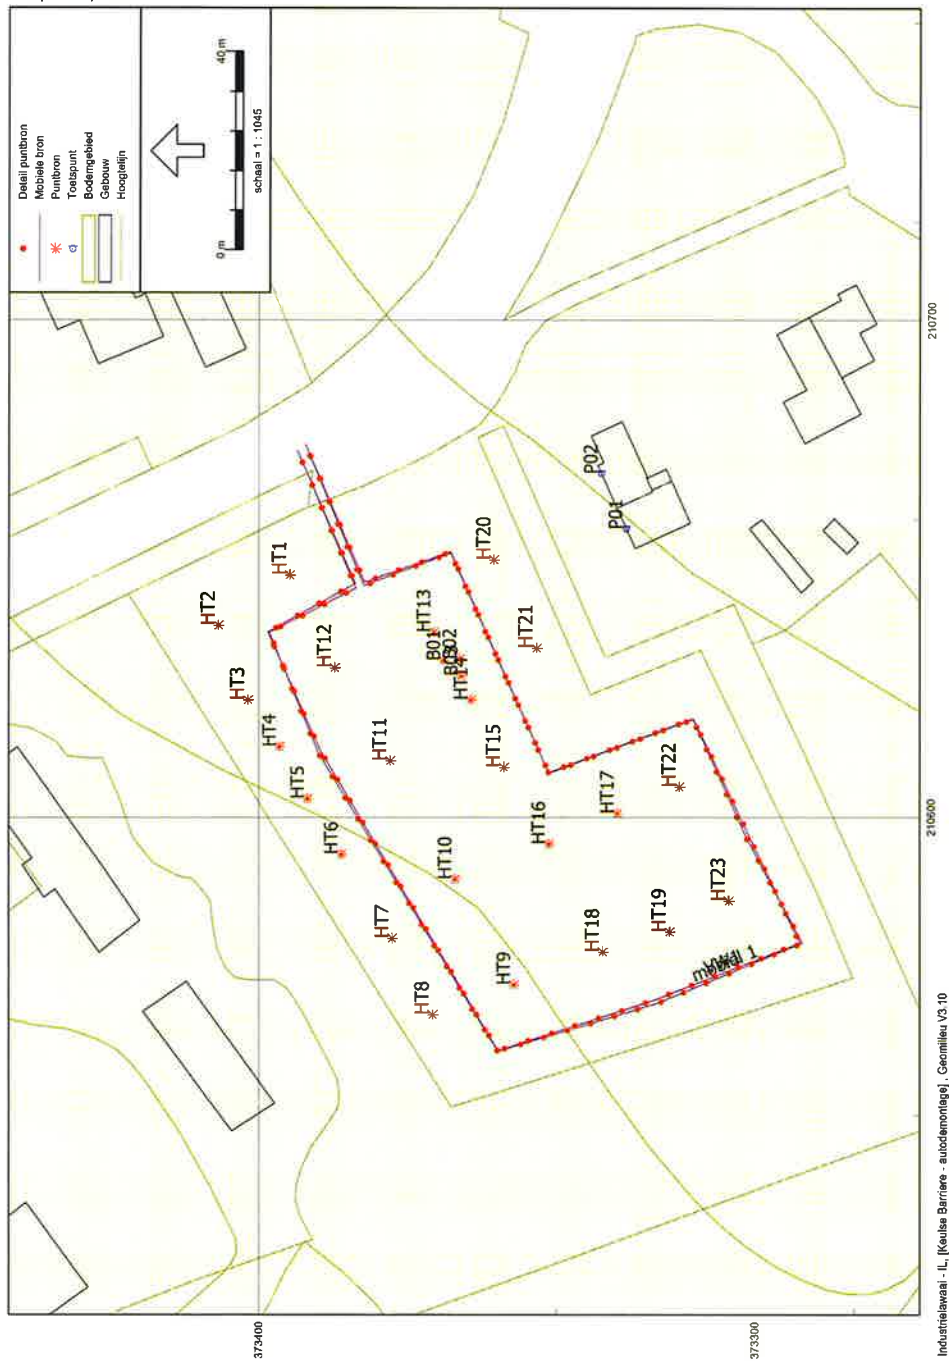 Detail puntbron
Mobiele bron
Puntbron
Toetspunt
Bodemgebied
Gebouw
Hoogtelijn
0 m
40 m
schaal = 1 : 1045
HT1
HT2
HT3
HT4
HT5
HT6
HT7
HT8
HT9
HT10
HT11
HT12
HT13
B01
B02
HT14
HT15
HT16
HT17
HT18
HT19
HT20
HT21
HT22
HT23
P01
P02
373400
373300
210600
210700
Industrielawaai - IL, [Keulse Barriere - autodemontage] , Geomilieu V3.10